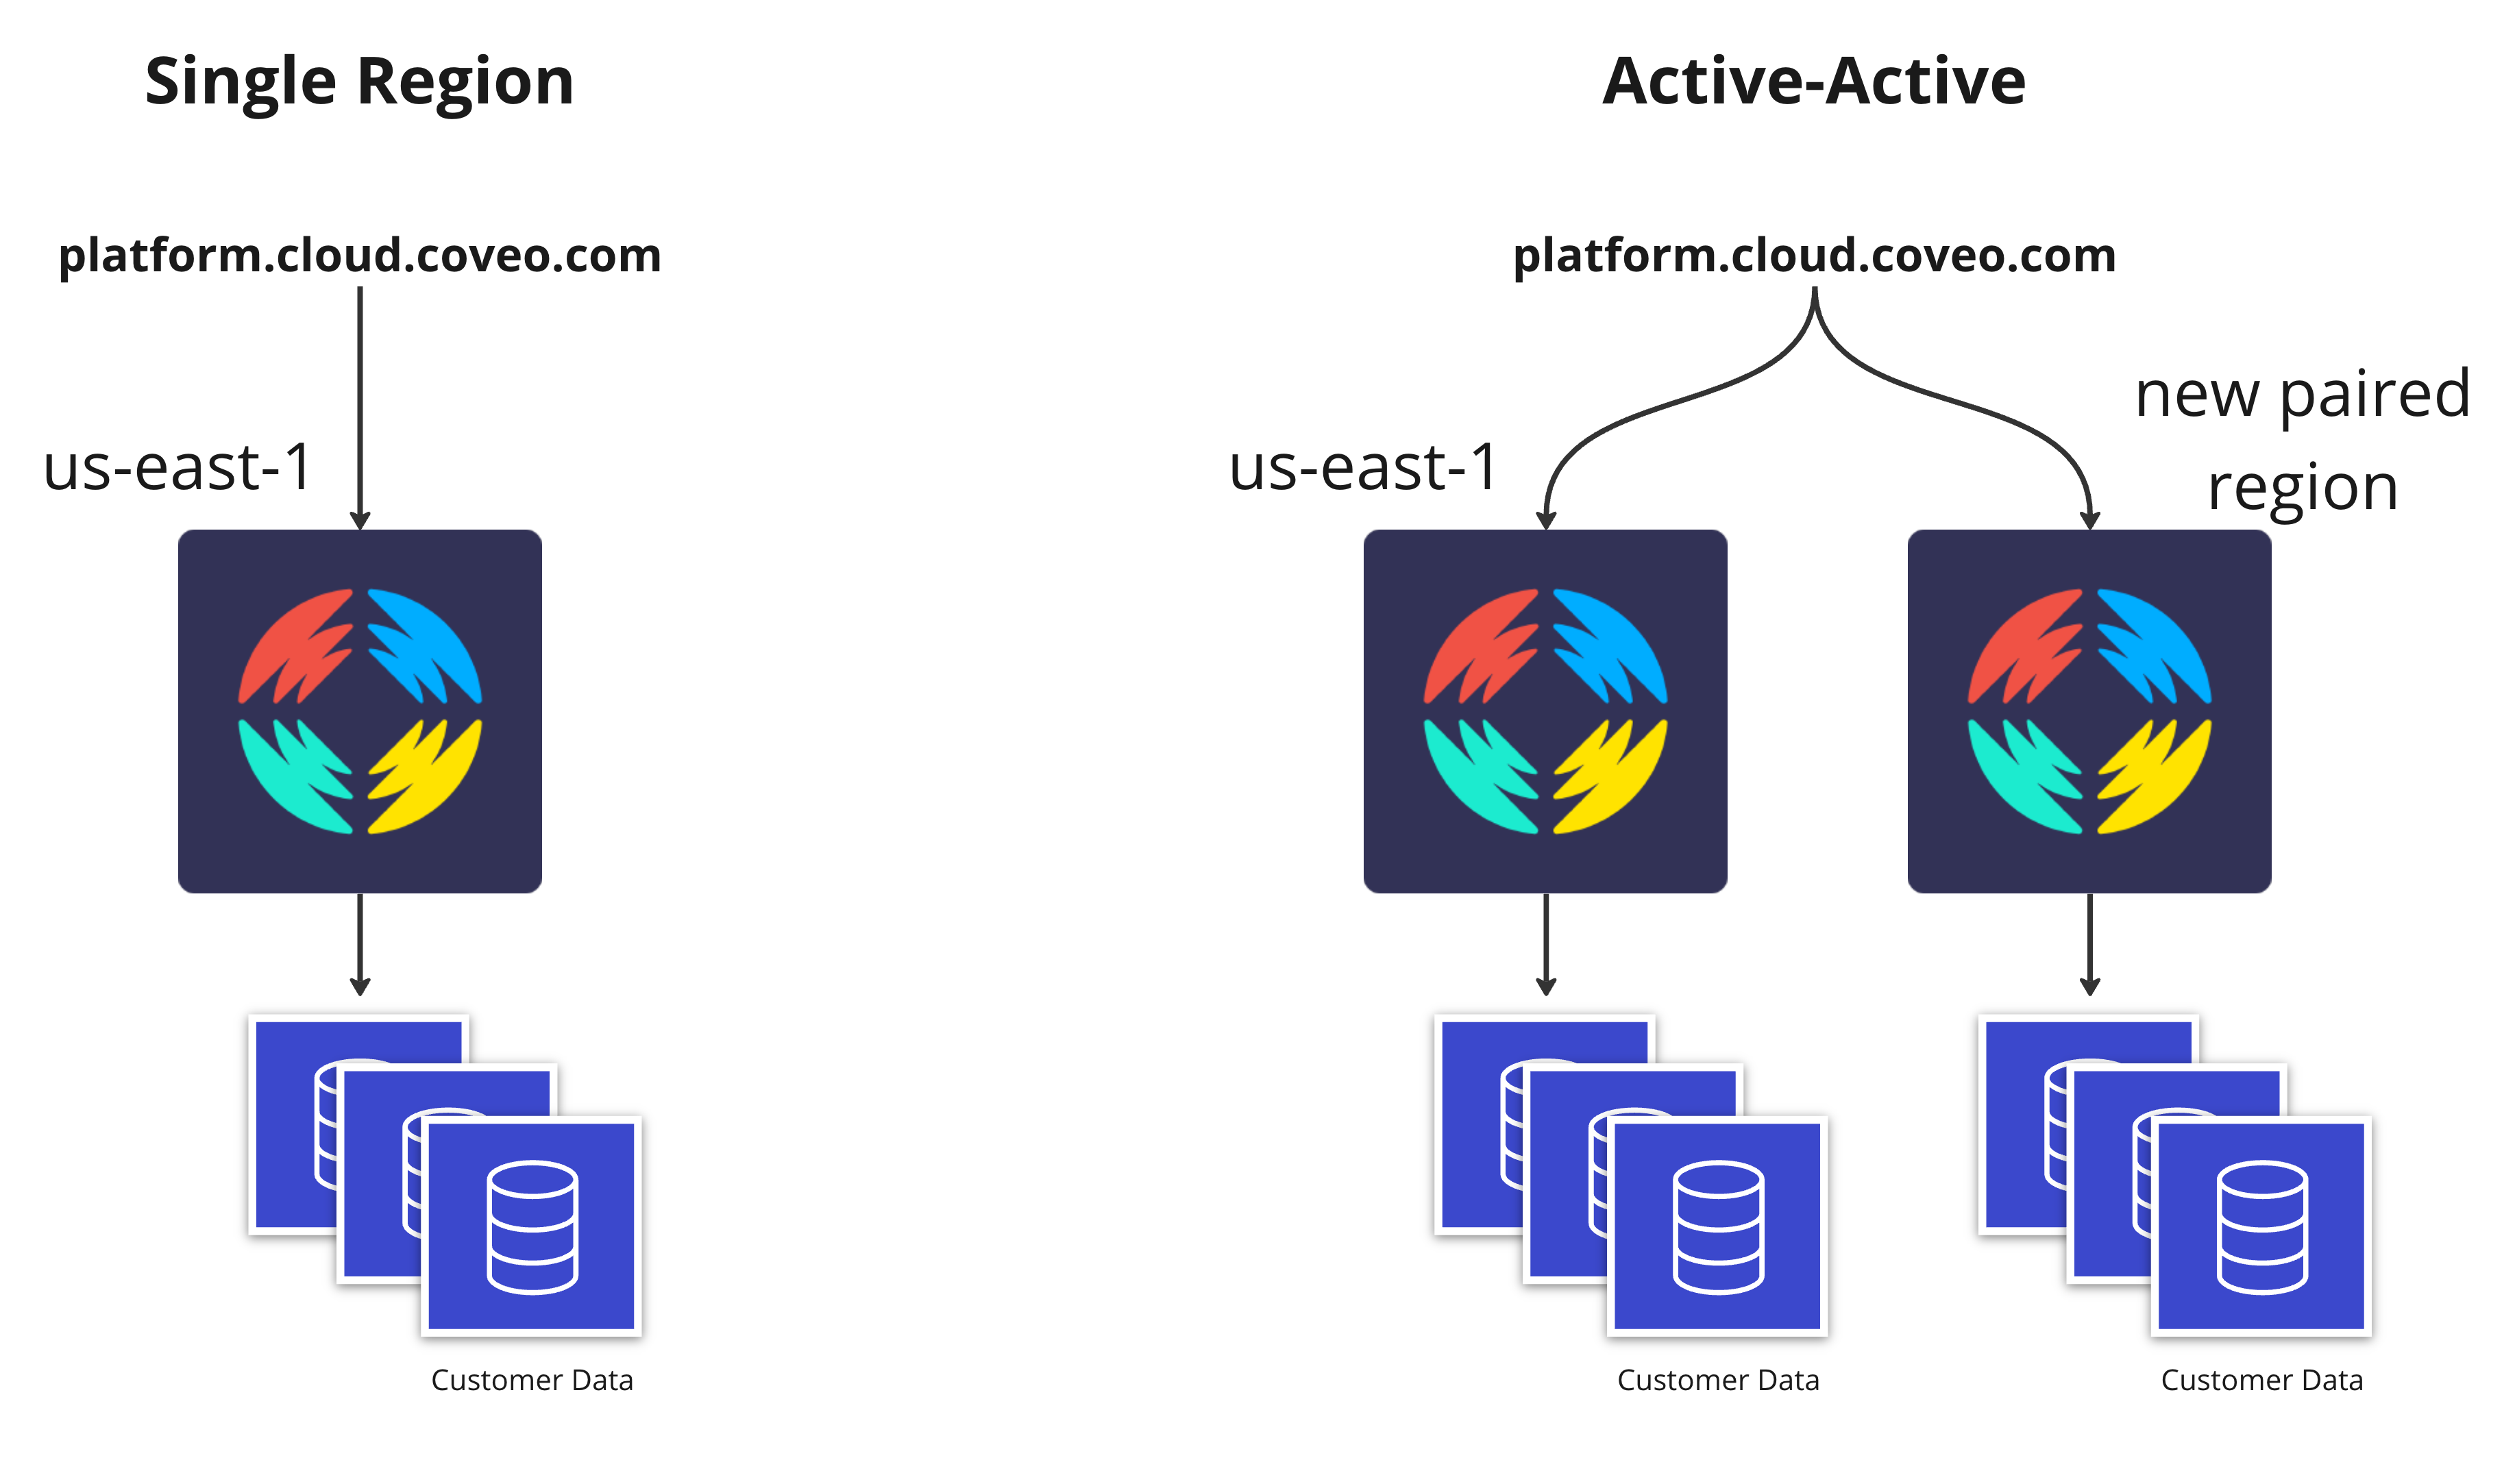 Single Region
platform.cloud.coveo.com
us-east-1
Customer Data
Active-Active
platform.cloud.coveo.com
us-east-1
new paired
region
Customer Data
Customer Data